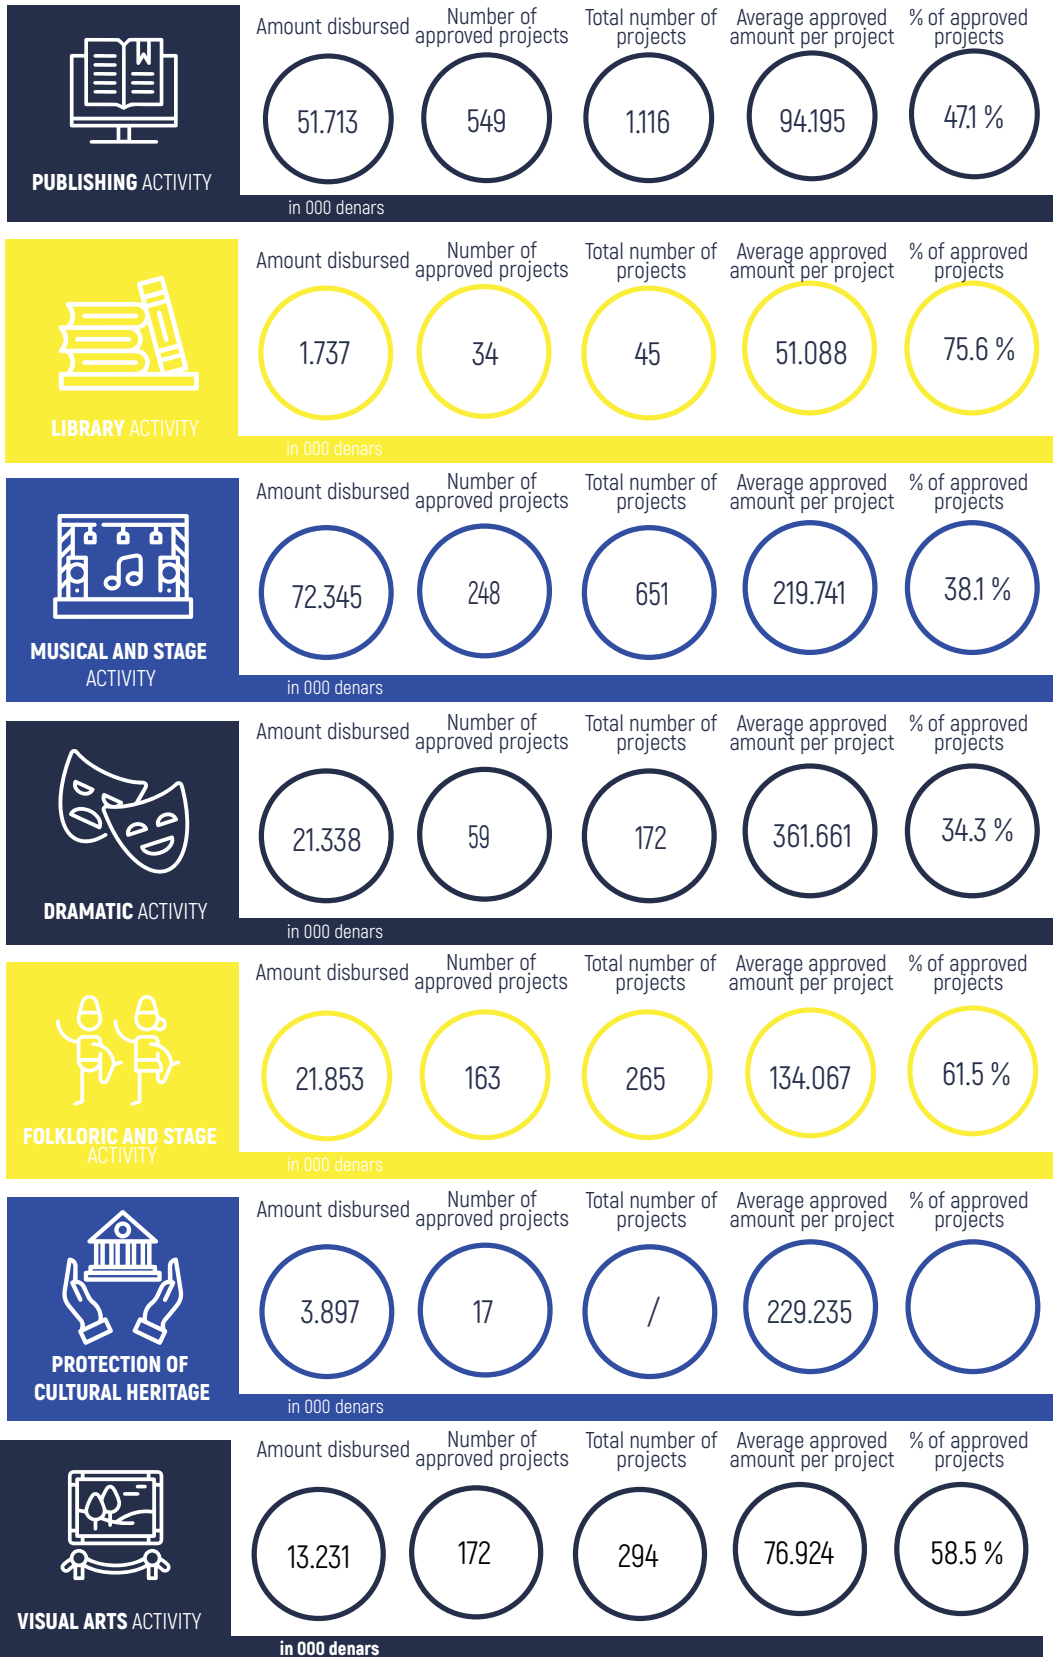 PUBLISHING ACTIVITY
Amount disbursed
Number of
approved projects
Total number of
projects
Average approved
amount per project
% of approved
projects
51.713
549
1.116
94.195
47.1 %
in 000 denars
LIBRARY ACTIVITY
Amount disbursed
Number of
approved projects
Total number of
projects
Average approved
amount per project
% of approved
projects
1.737
34
45
51.088
75.6 %
in 000 denars
MUSICAL AND STAGE
ACTIVITY
Amount disbursed
Number of
approved projects
Total number of
projects
Average approved
amount per project
% of approved
projects
72.345
248
651
219.741
38.1 %
in 000 denars
DRAMATIC ACTIVITY
Amount disbursed
Number of
approved projects
Total number of
projects
Average approved
amount per project
% of approved
projects
21.338
59
172
361.661
34.3 %
in 000 denars
FOLKLORIC AND STAGE
ACTIVITY
Amount disbursed
Number of
approved projects
Total number of
projects
Average approved
amount per project
% of approved
projects
21.853
163
265
134.067
61.5 %
in 000 denars
PROTECTION OF
CULTURAL HERITAGE
Amount disbursed
Number of
approved projects
Total number of
projects
Average approved
amount per project
% of approved
projects
3.897
17
/
229.235
in 000 denars
VISUAL ARTS ACTIVITY
Amount disbursed
Number of
approved projects
Total number of
projects
Average approved
amount per project
% of approved
projects
13.231
172
294
76.924
58.5 %
in 000 denars